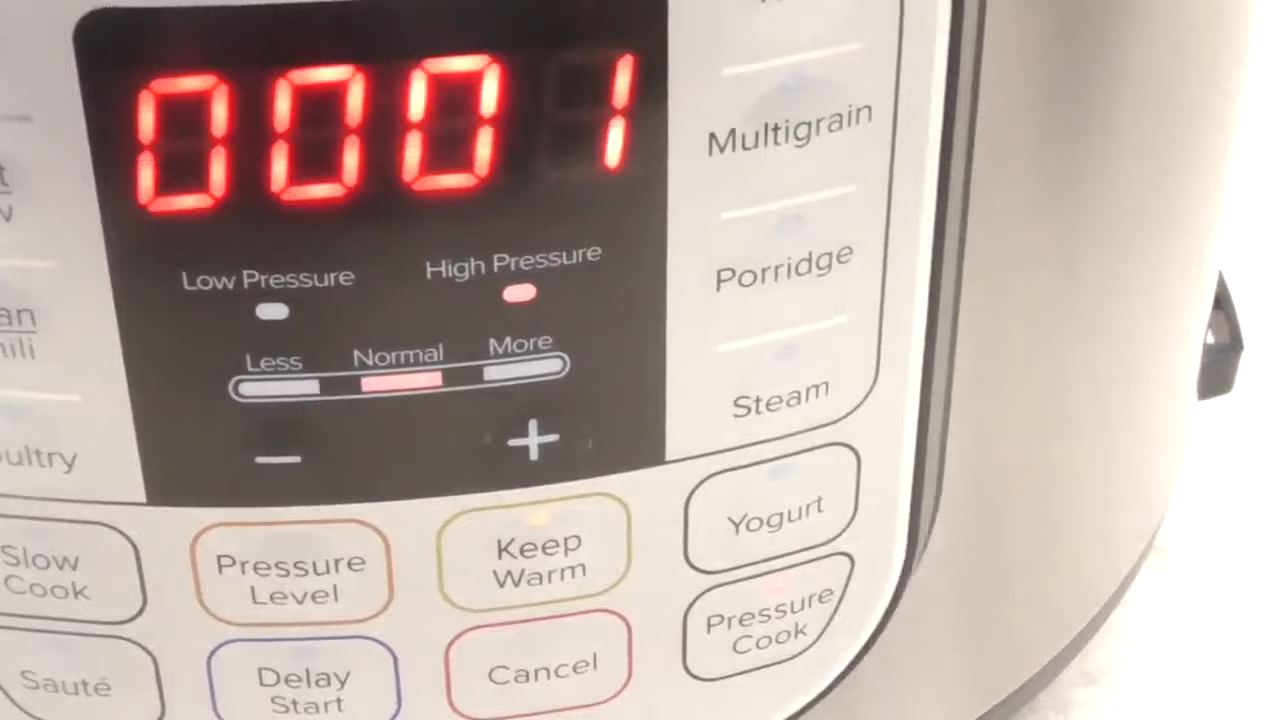 0001
Multigrain
Low Pressure
High Pressure
Porridge
Less
Normal
More
Steam
Yogurt
Slow
Cook
Pressure
Level
Keep
Warm
Pressure
Cook
Sauté
Delay
Start
Cancel